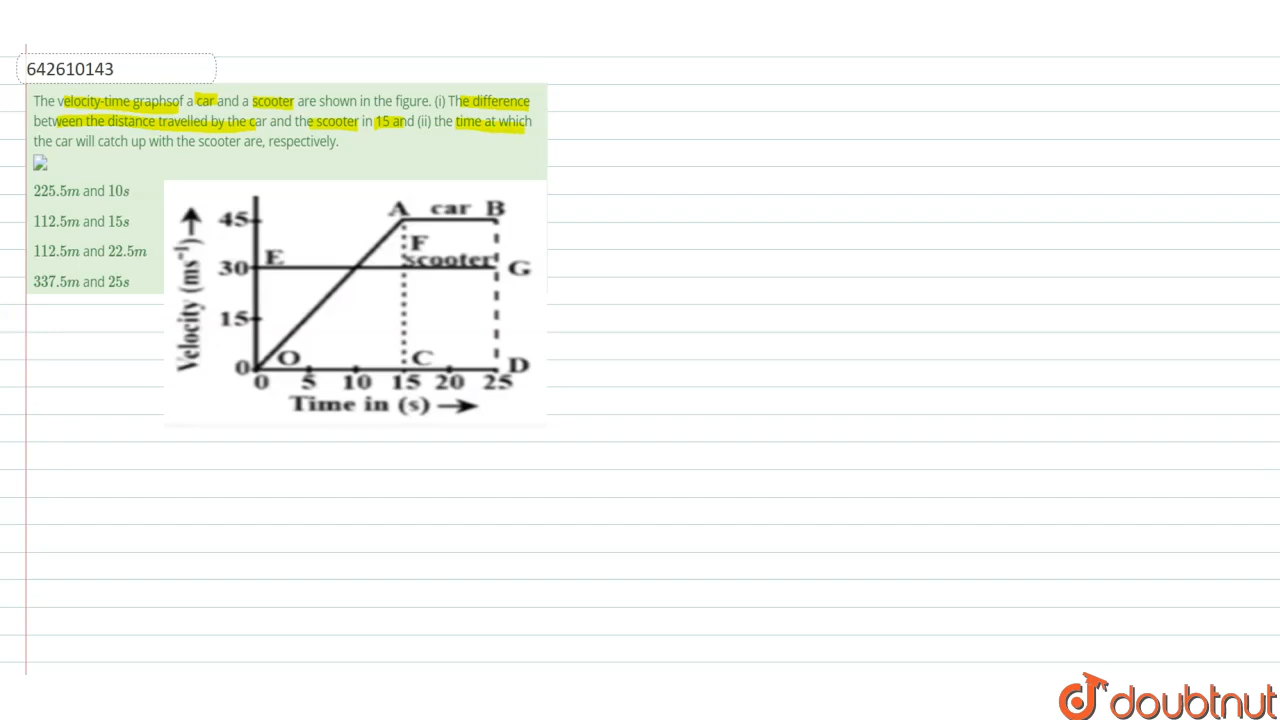 642610143
The velocity-time graphsof a car and a scooter are shown in the figure. (i) The difference
between the distance travelled by the car and the scooter in 15 and (ii) the time at which
the car will catch up with the scooter are, respectively.
225.5m and 10s
112.5m and 15s
112.5m and 22.5m
337.5m and 25s
Velocity (ms⁻¹)
45
30
15
0
A car B
F
E
scooter
G
O
C
D
0 5 10 15 20 25
Time in (s)
doubtnut